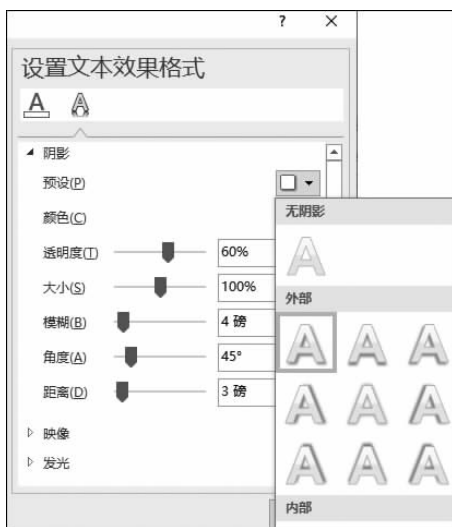 ? ×
设置文本效果格式
A A
阴影
预设(P)
颜色(C)
透明度(T) 60%
大小(S) 100%
模糊(B) 4 磅
角度(A) 45°
距离(D) 3 磅
映像
发光
无阴影
A
外部
A A A
A A A
A A A
内部